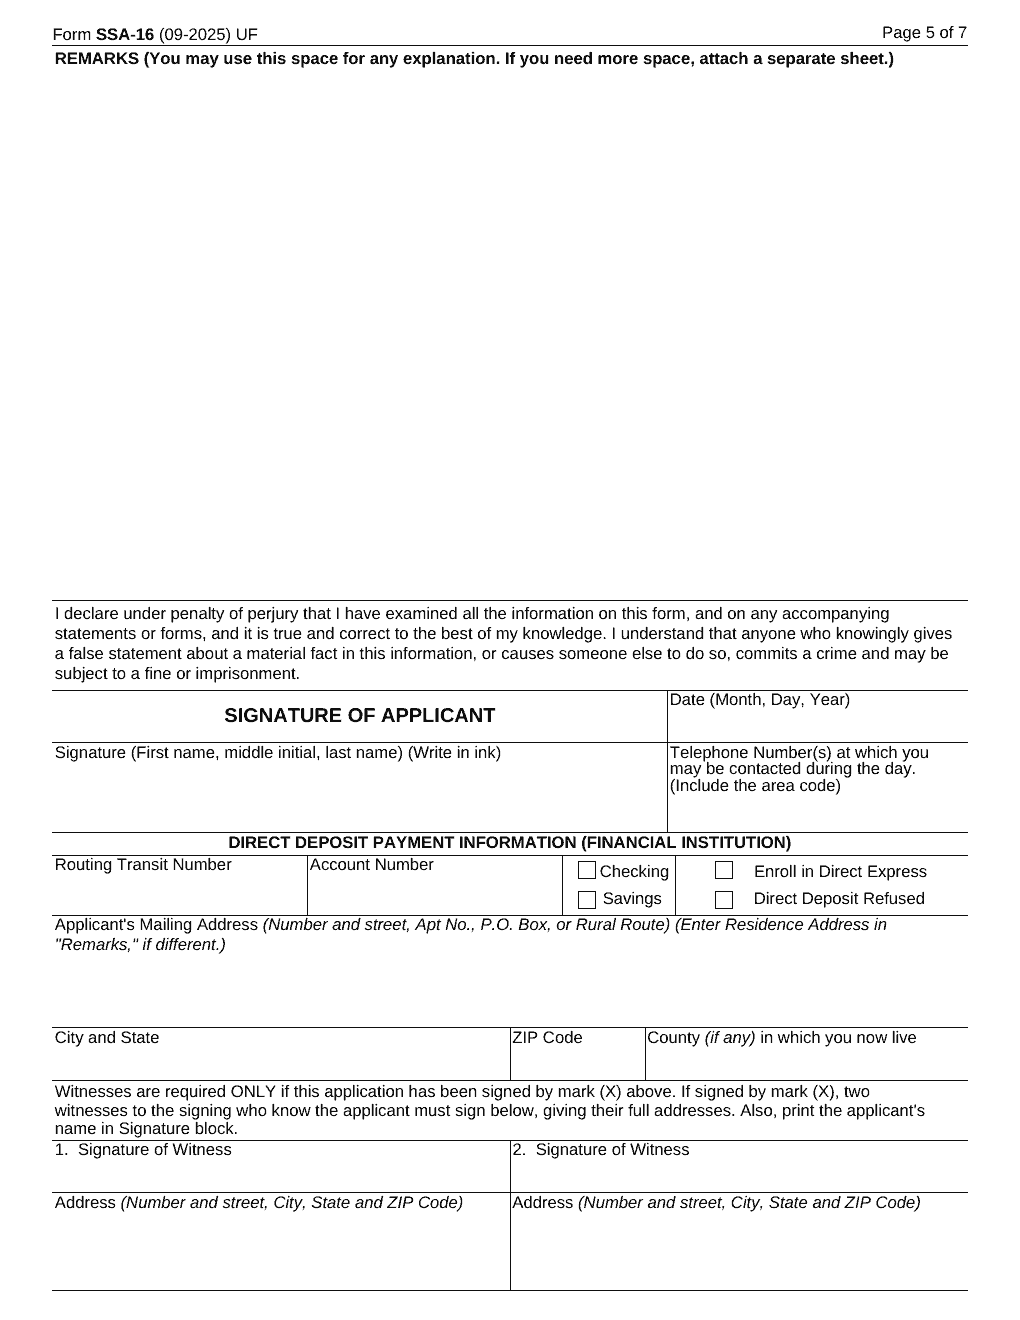 Form SSA-16 (09-2025) UF
Page 5 of 7
REMARKS (You may use this space for any explanation. If you need more space, attach a separate sheet.)
I declare under penalty of perjury that I have examined all the information on this form, and on any accompanying
statements or forms, and it is true and correct to the best of my knowledge. I understand that anyone who knowingly gives
a false statement about a material fact in this information, or causes someone else to do so, commits a crime and may be
subject to a fine or imprisonment.
SIGNATURE OF APPLICANT
Date (Month, Day, Year)
Signature (First name, middle initial, last name) (Write in ink)
Telephone Number(s) at which you
may be contacted during the day.
(Include the area code)
DIRECT DEPOSIT PAYMENT INFORMATION (FINANCIAL INSTITUTION)
Routing Transit Number
Account Number
Checking
Savings
Enroll in Direct Express
Direct Deposit Refused
Applicant's Mailing Address (Number and street, Apt No., P.O. Box, or Rural Route) (Enter Residence Address in
"Remarks," if different.)
City and State
ZIP Code
County (if any) in which you now live
Witnesses are required ONLY if this application has been signed by mark (X) above. If signed by mark (X), two
witnesses to the signing who know the applicant must sign below, giving their full addresses. Also, print the applicant's
name in Signature block.
1. Signature of Witness
2. Signature of Witness
Address (Number and street, City, State and ZIP Code)
Address (Number and street, City, State and ZIP Code)